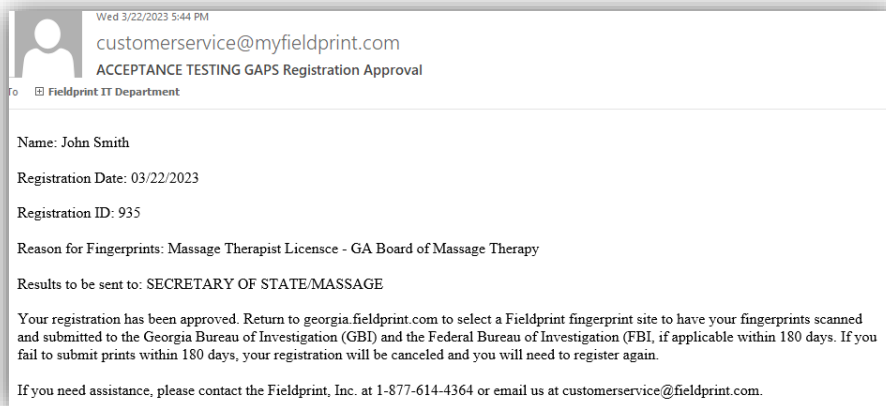 Wed 3/22/2023 5:44 PM
customerservice@myfieldprint.com
ACCEPTANCE TESTING GAPS Registration Approval
To Fieldprint IT Department
Name: John Smith
Registration Date: 03/22/2023
Registration ID: 935
Reason for Fingerprints: Massage Therapist Licensce - GA Board of Massage Therapy
Results to be sent to: SECRETARY OF STATE/MASSAGE
Your registration has been approved. Return to georgia.fieldprint.com to select a Fieldprint fingerprint site to have your fingerprints scanned
and submitted to the Georgia Bureau of Investigation (GBI) and the Federal Bureau of Investigation (FBI, if applicable within 180 days. If you
fail to submit prints within 180 days, your registration will be canceled and you will need to register again.
If you need assistance, please contact the Fieldprint, Inc. at 1-877-614-4364 or email us at customerservice@fieldprint.com.